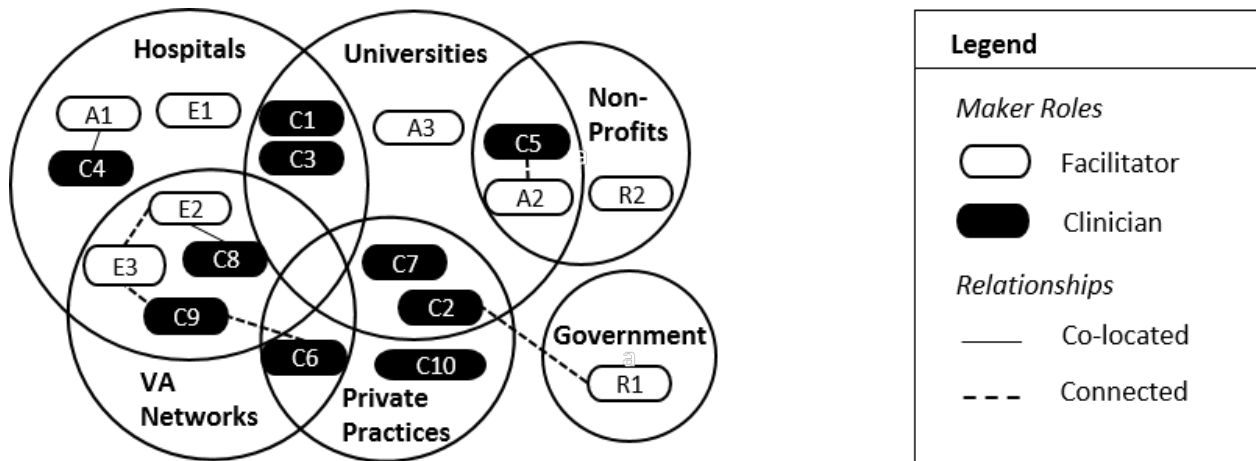 Hospitals
Universities
Non-
Profits
A1
E1
C1
A3
C5
C4
C3
a
A2
R2
E2
C8
E3
C7
C9
C2
Government
a
C6
C10
R1
VA
Networks
Private
Practices
Legend
Maker Roles
Facilitator
Clinician
Relationships
Co-located
Connected